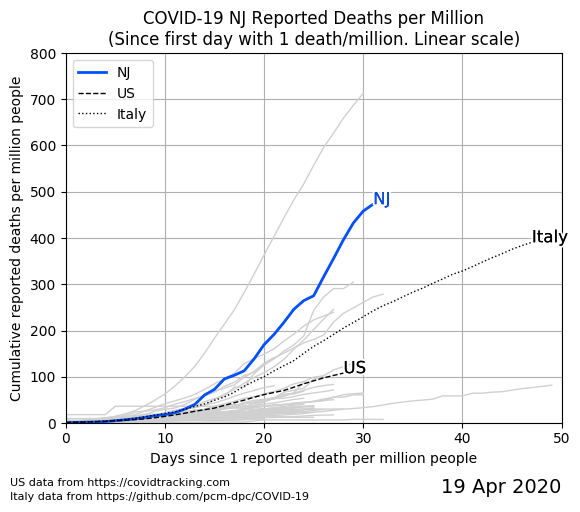 COVID-19 NJ Reported Deaths per Million
(Since first day with 1 death/million. Linear scale)
Cumulative reported deaths per million people
800
700
600
500
400
300
200
100
0
NJ
US
Italy
NJ
Italy
US
0 10 20 30 40 50
Days since 1 reported death per million people
US data from https://covidtracking.com
Italy data from https://github.com/pcm-dpc/COVID-19
19 Apr 2020